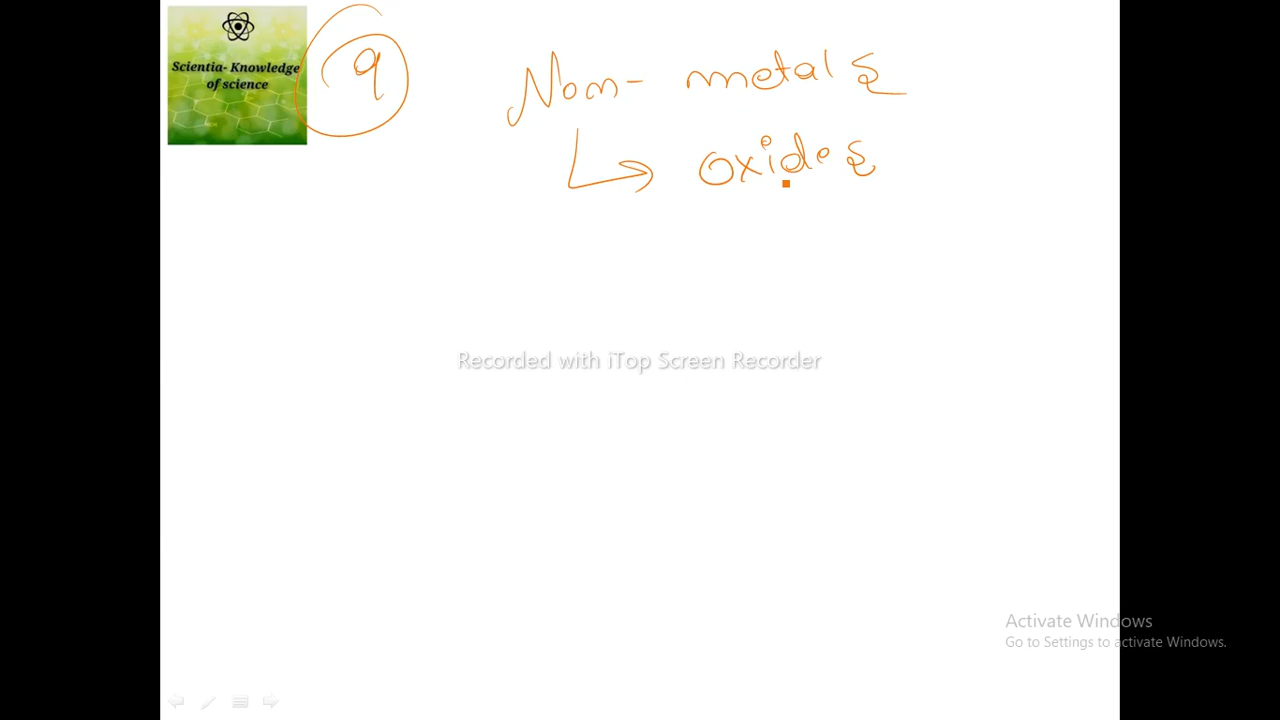 Scientia- Knowledge
of science
9
Non- metals
oxides
Recorded with iTop Screen Recorder
Activate Windows
Go to Settings to activate Windows.